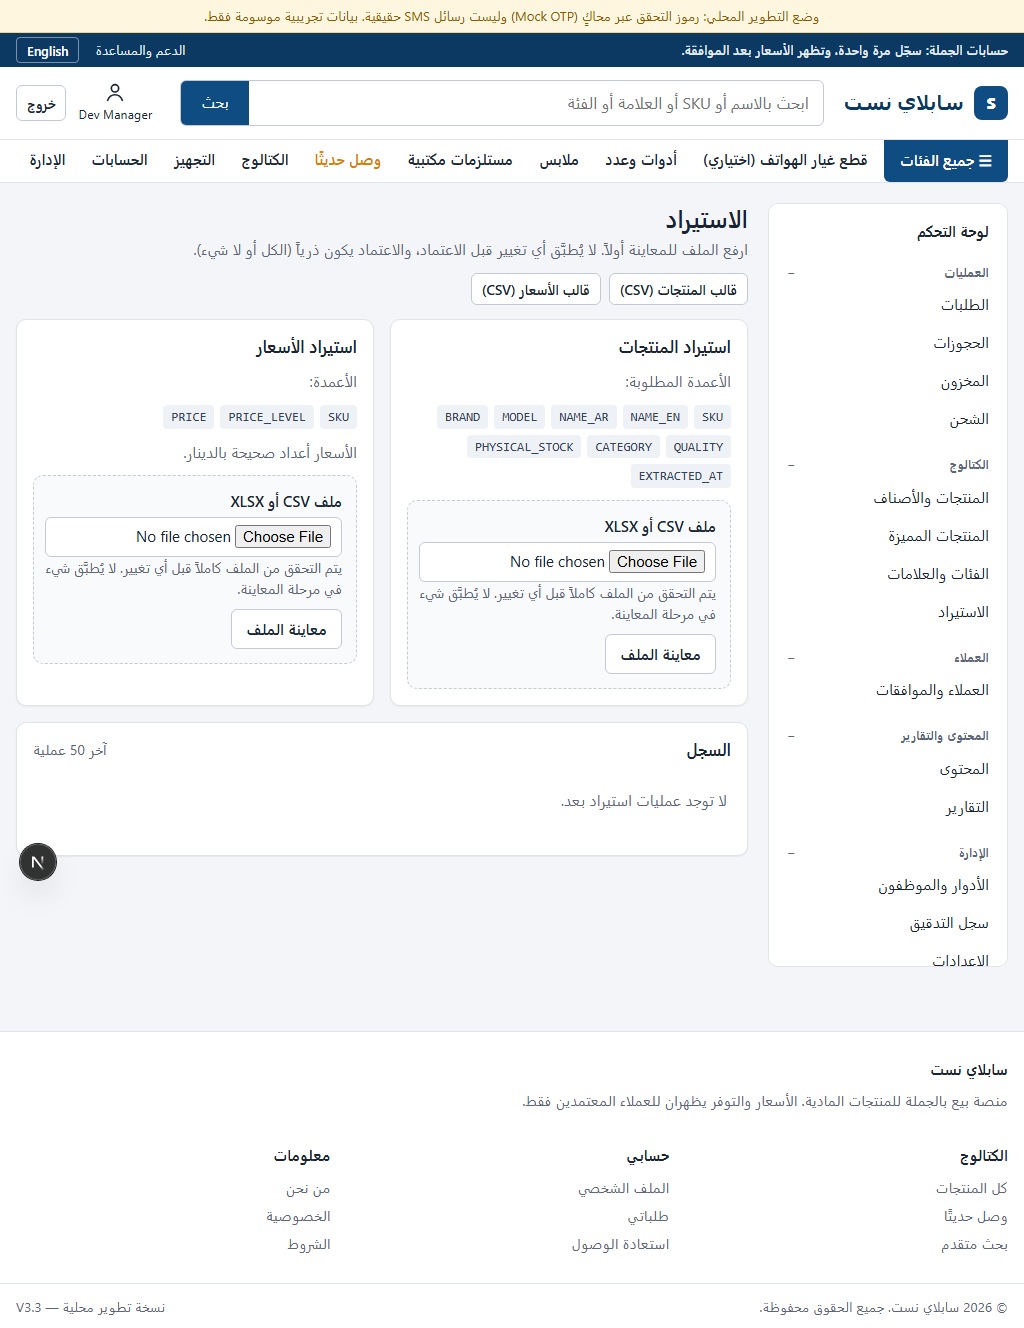 وضع التطوير المحلي: رموز التحقق عبر محاكٍ (Mock OTP) وليست رسائل SMS حقيقية. بيانات تجريبية موسومة فقط.
حسابات الجملة: سجّل مرة واحدة، وتظهر الأسعار بعد الموافقة.
الدعم والمساعدة
English
S سابلاي نست
ابحث بالاسم أو SKU أو العلامة أو الفئة
بحث
Dev Manager
خروج
☰ جميع الفئات
قطع غيار الهواتف (اختياري)
أدوات وعدد
ملابس
مستلزمات مكتبية
وصل حديثًا
الكتالوج
التجهيز
الحسابات
الإدارة
لوحة التحكم
العمليات –
الطلبات
الحجوزات
المخزون
الشحن
الكتالوج –
المنتجات والأصناف
المنتجات المميزة
الفئات والعلامات
الاستيراد
العملاء –
العملاء والموافقات
المحتوى والتقارير –
المحتوى
التقارير
الإدارة –
الأدوار والموظفون
سجل التدقيق
الإعدادات
الاستيراد
ارفع الملف للمعاينة أولاً. لا يُطبَّق أي تغيير قبل الاعتماد، والاعتماد يكون ذرياً (الكل أو لا شيء).
قالب المنتجات (CSV)
قالب الأسعار (CSV)
استيراد المنتجات
الأعمدة المطلوبة:
SKU NAME_EN NAME_AR MODEL BRAND
QUALITY CATEGORY PHYSICAL_STOCK
EXTRACTED_AT
ملف CSV أو XLSX
Choose File No file chosen
يتم التحقق من الملف كاملاً قبل أي تغيير. لا يُطبَّق شيء
في مرحلة المعاينة.
معاينة الملف
استيراد الأسعار
الأعمدة:
SKU PRICE_LEVEL PRICE
الأسعار أعداد صحيحة بالدينار.
ملف CSV أو XLSX
Choose File No file chosen
يتم التحقق من الملف كاملاً قبل أي تغيير. لا يُطبَّق شيء
في مرحلة المعاينة.
معاينة الملف
السجل
آخر 50 عملية
لا توجد عمليات استيراد بعد.
N
سابلاي نست
منصة بيع بالجملة للمنتجات المادية. الأسعار والتوفر يظهران للعملاء المعتمدين فقط.
الكتالوج
كل المنتجات
وصل حديثًا
بحث متقدم
حسابي
الملف الشخصي
طلباتي
استعادة الوصول
معلومات
من نحن
الخصوصية
الشروط
© 2026 سابلاي نست. جميع الحقوق محفوظة.
نسخة تطوير محلية — V3.3